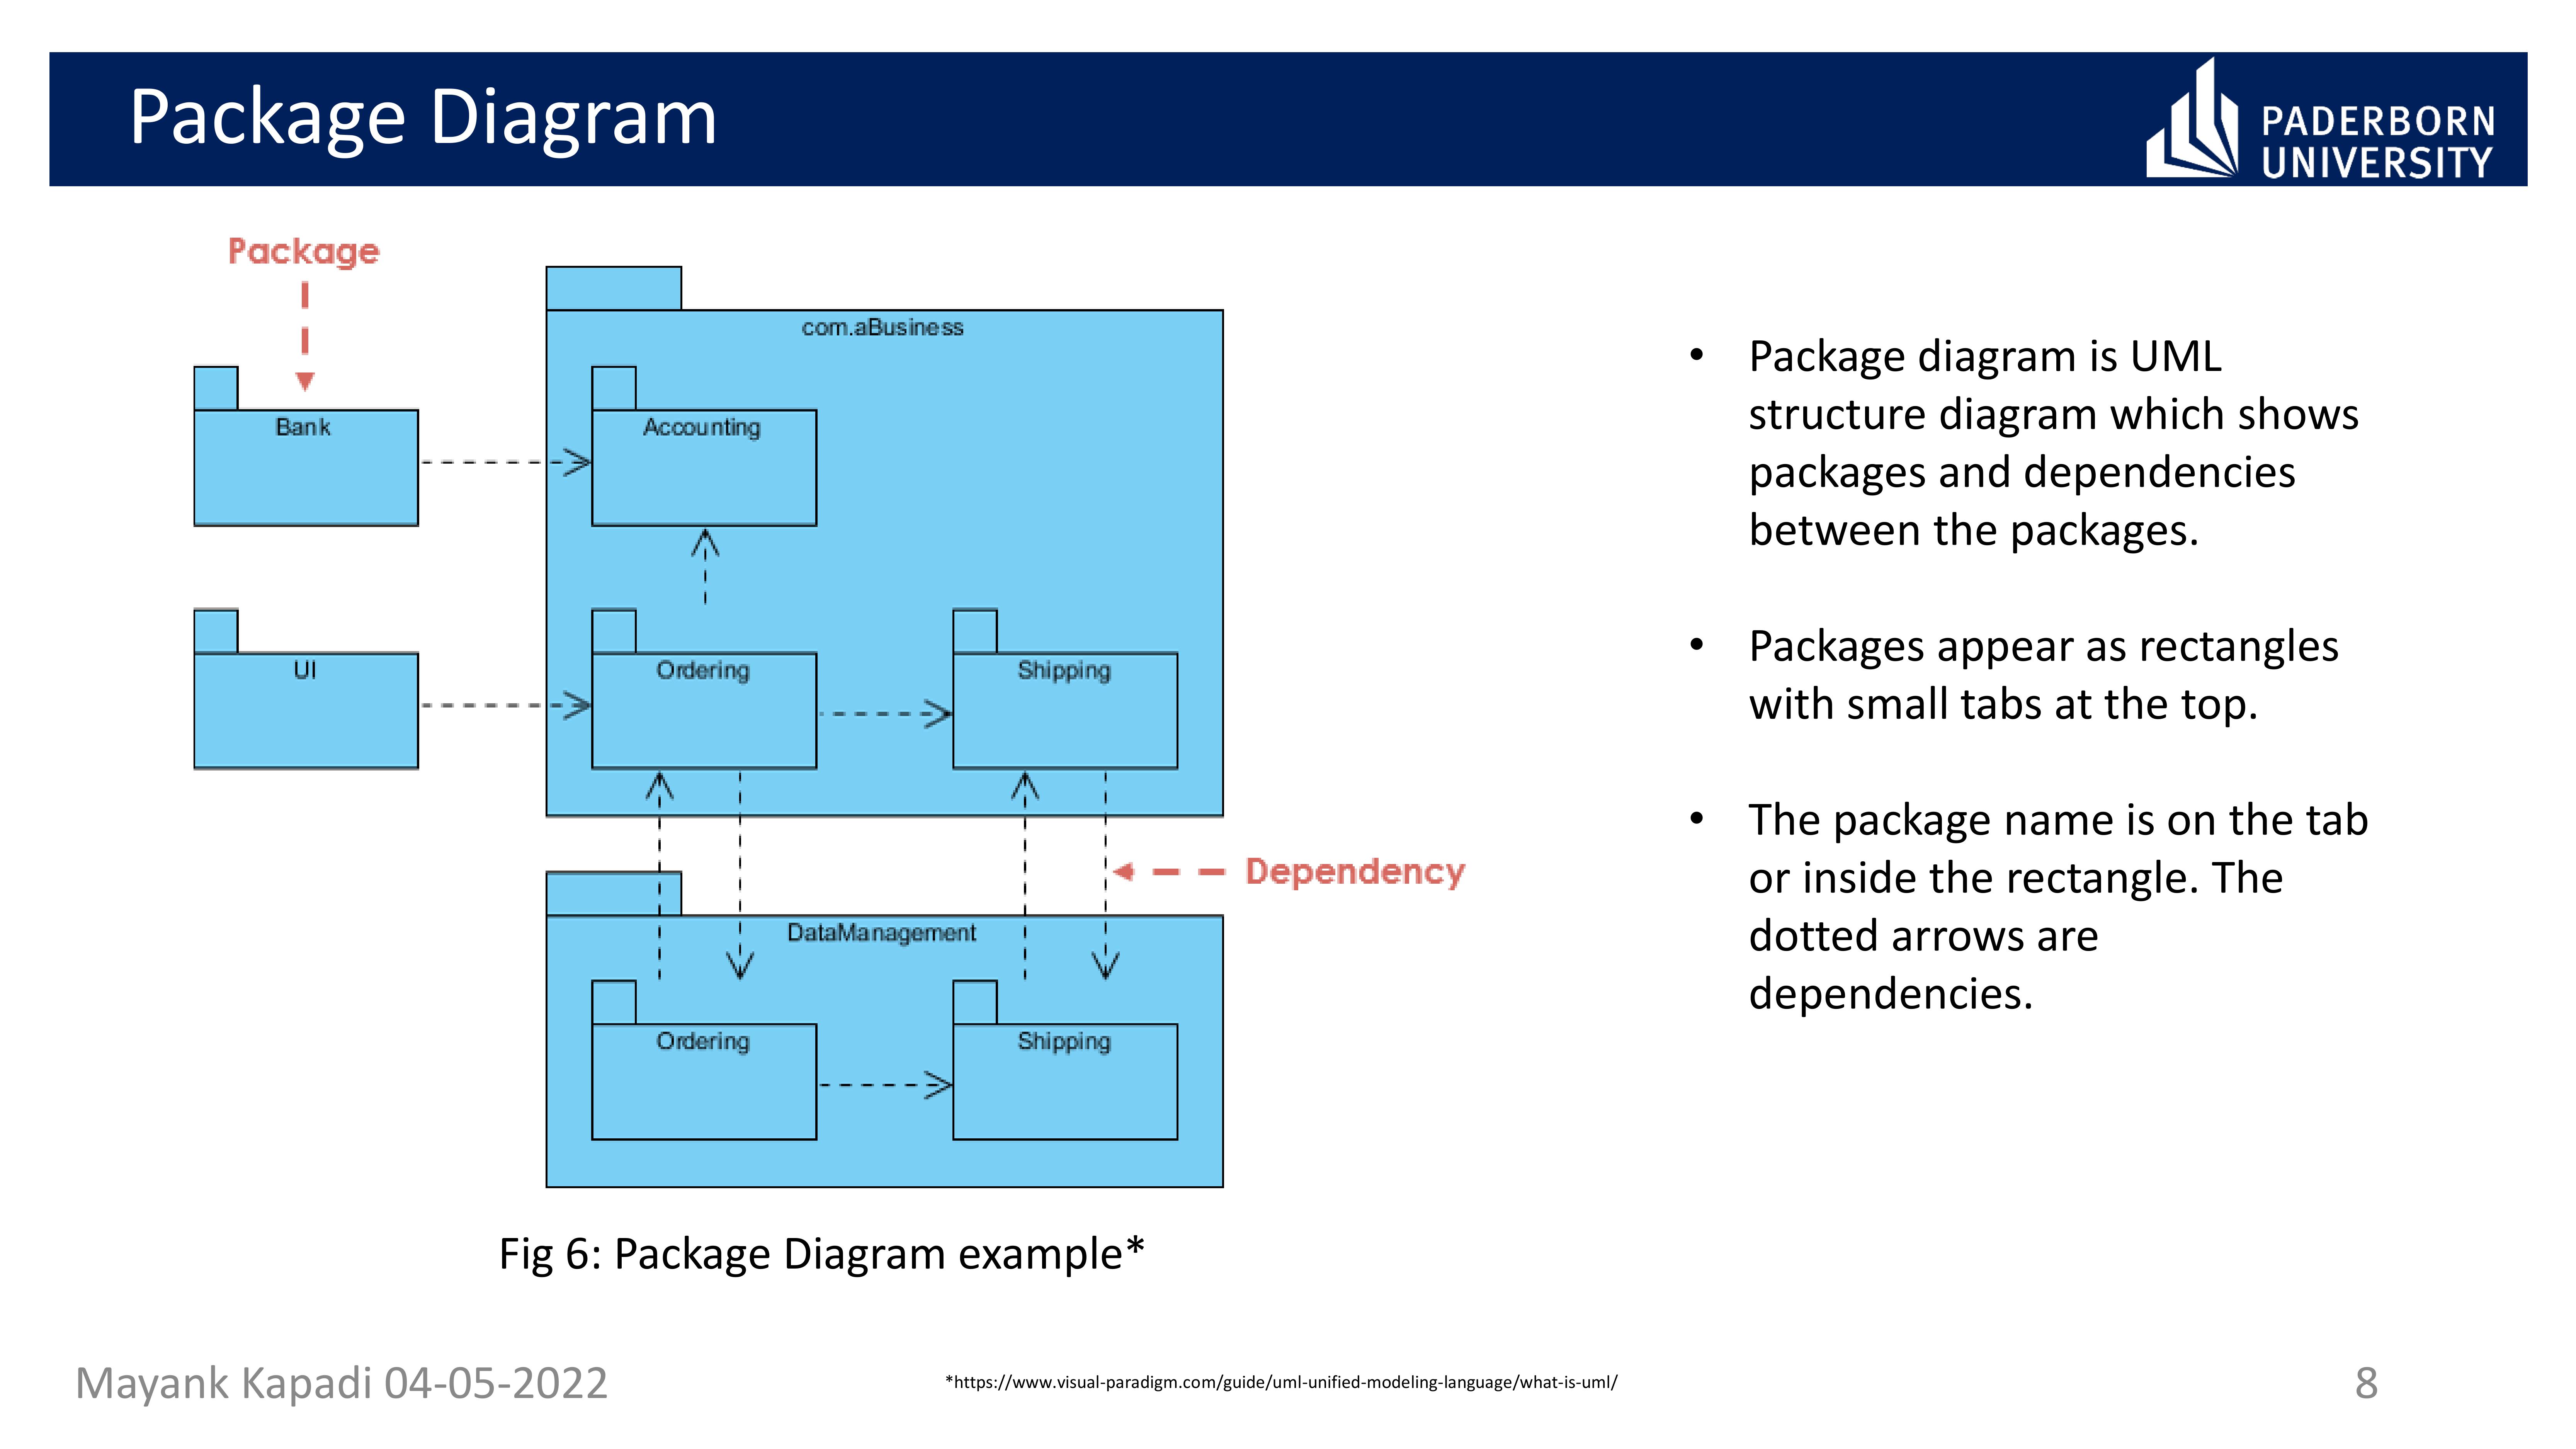 Package Diagram
PADERBORN
UNIVERSITY
Package
com.aBusiness
Bank
Accounting
UI
Ordering
Shipping
Dependency
DataManagement
Ordering
Shipping
Fig 6: Package Diagram example*
• Package diagram is UML
structure diagram which shows
packages and dependencies
between the packages.
• Packages appear as rectangles
with small tabs at the top.
• The package name is on the tab
or inside the rectangle. The
dotted arrows are
dependencies.
Mayank Kapadi 04-05-2022
*https://www.visual-paradigm.com/guide/uml-unified-modeling-language/what-is-uml/
8